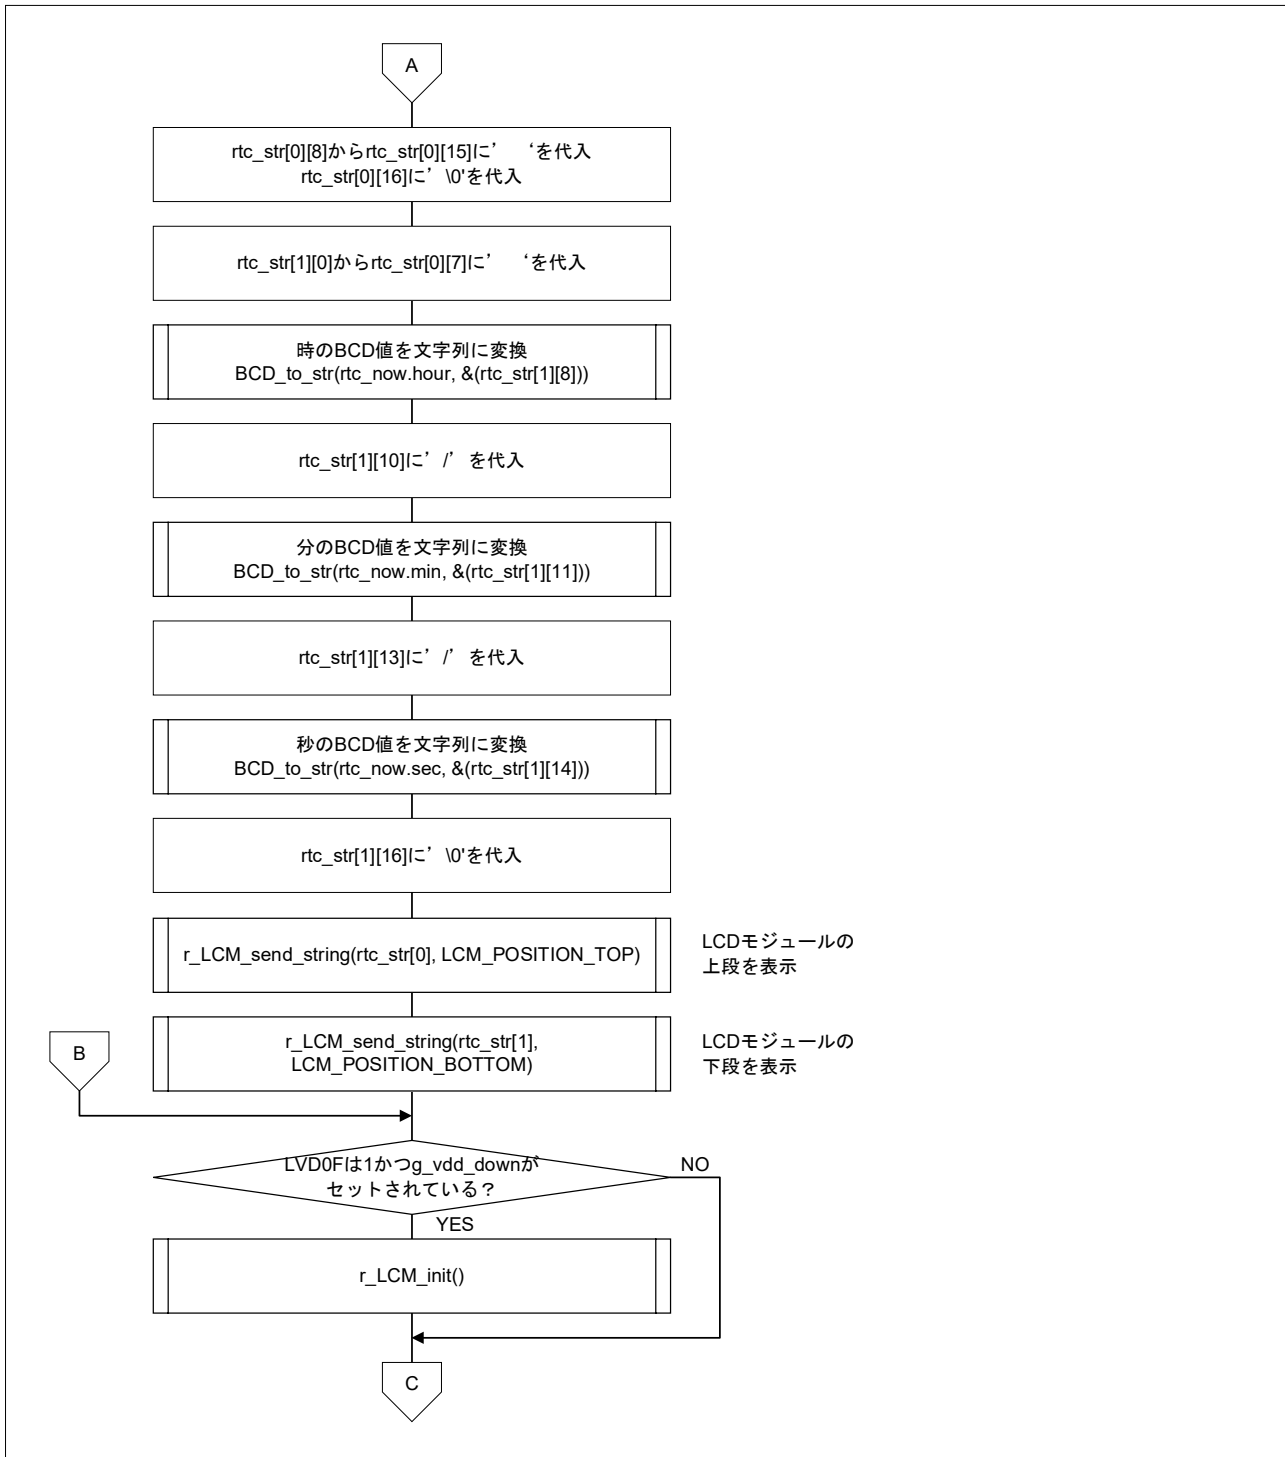 A
rtc_str[0][8]からrtc_str[0][15]に’　‘を代入
rtc_str[0][16]に’\0'を代入
rtc_str[1][0]からrtc_str[0][7]に’　‘を代入
時のBCD値を文字列に変換
BCD_to_str(rtc_now.hour, &(rtc_str[1][8]))
rtc_str[1][10]に’/’を代入
分のBCD値を文字列に変換
BCD_to_str(rtc_now.min, &(rtc_str[1][11]))
rtc_str[1][13]に’/’を代入
秒のBCD値を文字列に変換
BCD_to_str(rtc_now.sec, &(rtc_str[1][14]))
rtc_str[1][16]に’\0'を代入
r_LCM_send_string(rtc_str[0], LCM_POSITION_TOP)
LCDモジュールの
上段を表示
B
r_LCM_send_string(rtc_str[1],
LCM_POSITION_BOTTOM)
LCDモジュールの
下段を表示
LVD0Fは1かつg_vdd_downが
セットされている？
NO
YES
r_LCM_init()
C